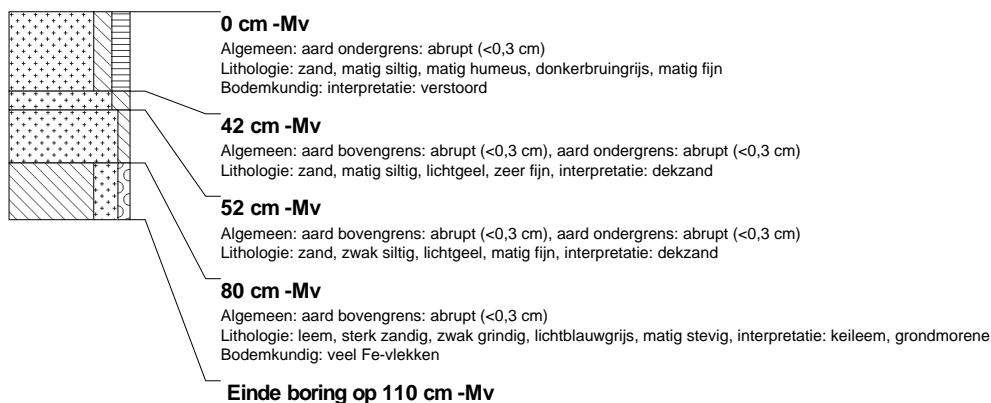 0 cm -Mv
Algemeen: aard ondergrens: abrupt (<0,3 cm)
Lithologie: zand, matig siltig, matig humeus, donkerbruingrijs, matig fijn
Bodemkundig: interpretatie: verstoord
42 cm -Mv
Algemeen: aard bovengrens: abrupt (<0,3 cm), aard ondergrens: abrupt (<0,3 cm)
Lithologie: zand, matig siltig, lichtgeel, zeer fijn, interpretatie: dekzand
52 cm -Mv
Algemeen: aard bovengrens: abrupt (<0,3 cm), aard ondergrens: abrupt (<0,3 cm)
Lithologie: zand, zwak siltig, lichtgeel, matig fijn, interpretatie: dekzand
80 cm -Mv
Algemeen: aard bovengrens: abrupt (<0,3 cm)
Lithologie: leem, sterk zandig, zwak grindig, lichtblauwgrijs, matig stevig, interpretatie: keileem, grondmorene
Bodemkundig: veel Fe-vlekken
Einde boring op 110 cm -Mv